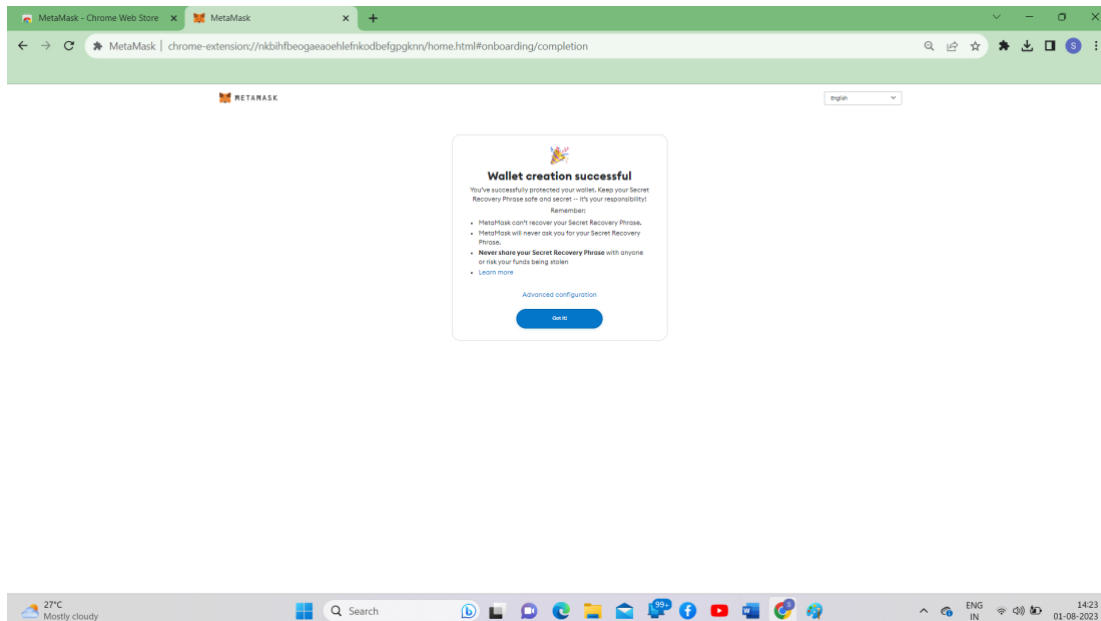 MetaMask - Chrome Web Store
MetaMask
MetaMask | chrome-extension://nkbihfbeogaeaoehlefnkodbefgpgknn/home.html#onboarding/completion
S
METAMASK
English
Wallet creation successful
You've successfully protected your wallet. Keep your Secret
Recovery Phrase safe and secret -- it's your responsibility!
Remember:
• MetaMask can't recover your Secret Recovery Phrase.
• MetaMask will never ask you for your Secret Recovery
Phrase.
• Never share your Secret Recovery Phrase with anyone
or risk your funds being stolen
• Learn more
Advanced configuration
Got it!
27°C
Mostly cloudy
Search
99+
ENG
IN
14:23
01-08-2023